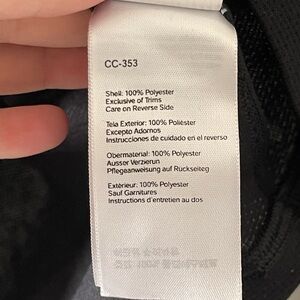 CC-353
Shell: 100% Polyester
Exclusive of Trims
Care on Reverse Side
Tela Exterior: 100% Poliéster
Excepto Adornos
Instrucciones de cuidado en el reverso
Obermaterial: 100% Polyester
Ausser Verzierun
Pflegeanweisung auf Rückseiteg
Extérieur: 100% Polyester
Sauf Garnitures
Instructions d'entretien au dos